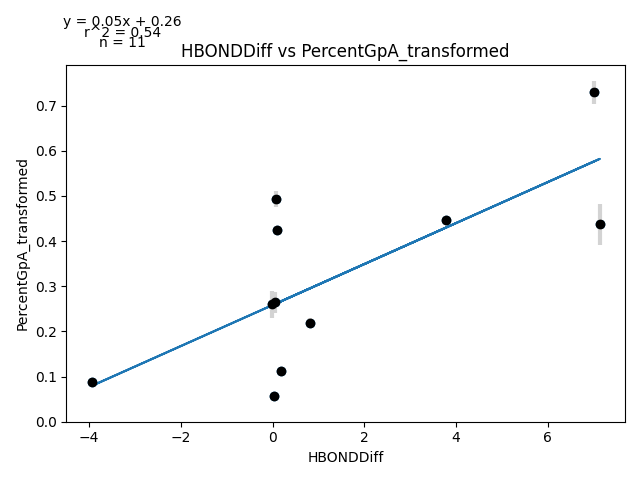 y = 0.05x + 0.26
r^2 = 0.54
n = 11
HBONDDiff vs PercentGpA_transformed
PercentGpA_transformed
0.7
0.6
0.5
0.4
0.3
0.2
0.1
0.0
−4
−2
0
2
4
6
HBONDDiff